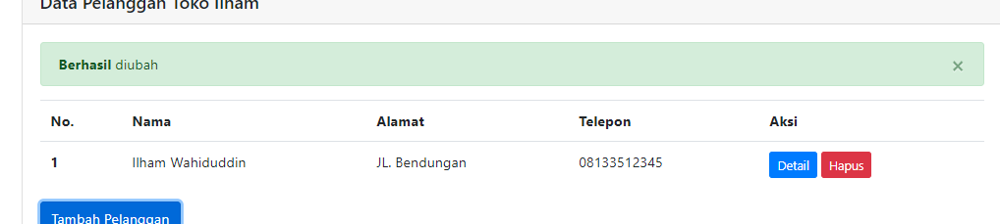 Data Pelanggan Toko Ilham
Berhasil diubah ×
No. Nama Alamat Telepon Aksi
1 Ilham Wahiduddin JL. Bendungan 08133512345 Detail Hapus
Tambah Pelanggan